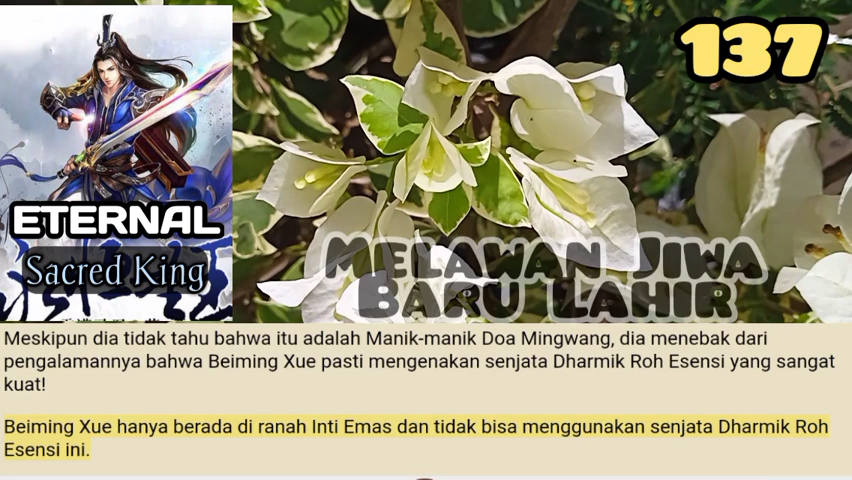 137
ETERNAL
Sacred King
MELAWAN JIWA
BARU LAHIR
Meskipun dia tidak tahu bahwa itu adalah Manik-manik Doa Mingwang, dia menebak dari
pengalamannya bahwa Beiming Xue pasti mengenakan senjata Dharmik Roh Esensi yang sangat
kuat!
Beiming Xue hanya berada di ranah Inti Emas dan tidak bisa menggunakan senjata Dharmik Roh
Esensi ini.